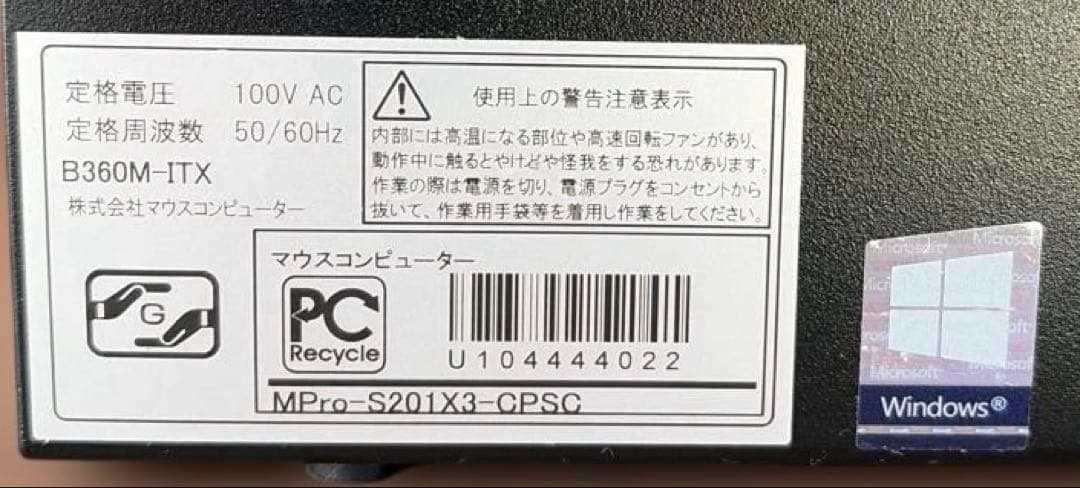 定格電圧 100V AC
定格周波数 50/60Hz
B360M-ITX
株式会社マウスコンピューター
使用上の警告注意表示
内部には高温になる部位や高速回転ファンがあり、
動作中に触るとやけどや怪我をする恐れがあります。
作業の際は電源を切り、電源プラグをコンセントから
抜いて、作業用手袋等を着用し作業をしてください。
G
マウスコンピューター
PC
Recycle
U104444022
MPro-S201X3-CPSC
Microsoft
Microsoft
Windows®